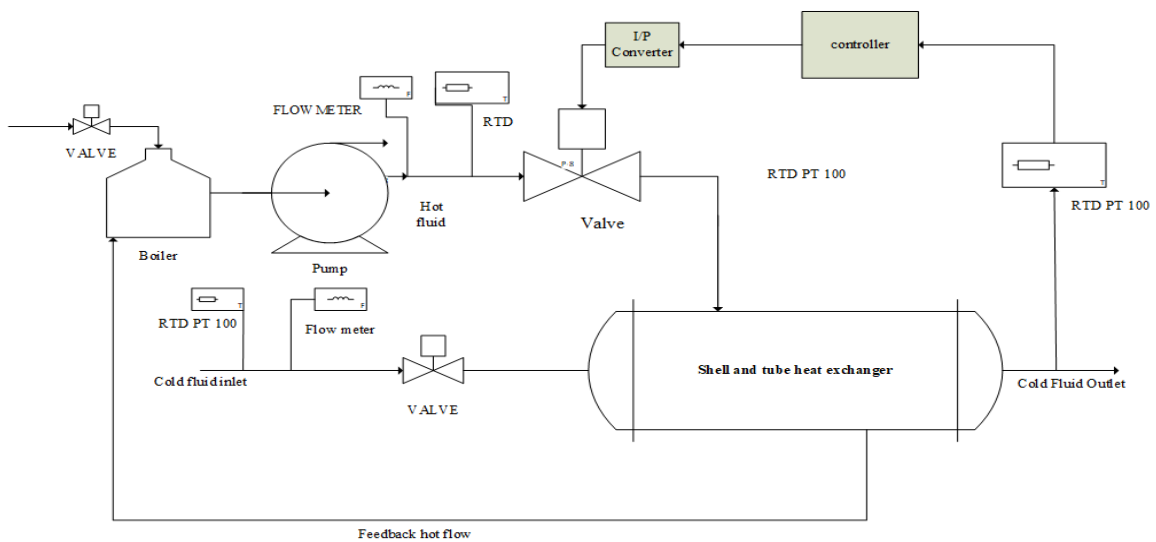 I/P
Converter
controller
F
FLOW METER
T
RTD
VALVE
P-8
RTD PT 100
T
RTD PT 100
Hot
fluid
Valve
Boiler
Pump
T
RTD PT 100
F
Flow meter
Cold fluid inlet
VALVE
Shell and tube heat exchanger
Cold Fluid Outlet
Feedback hot flow